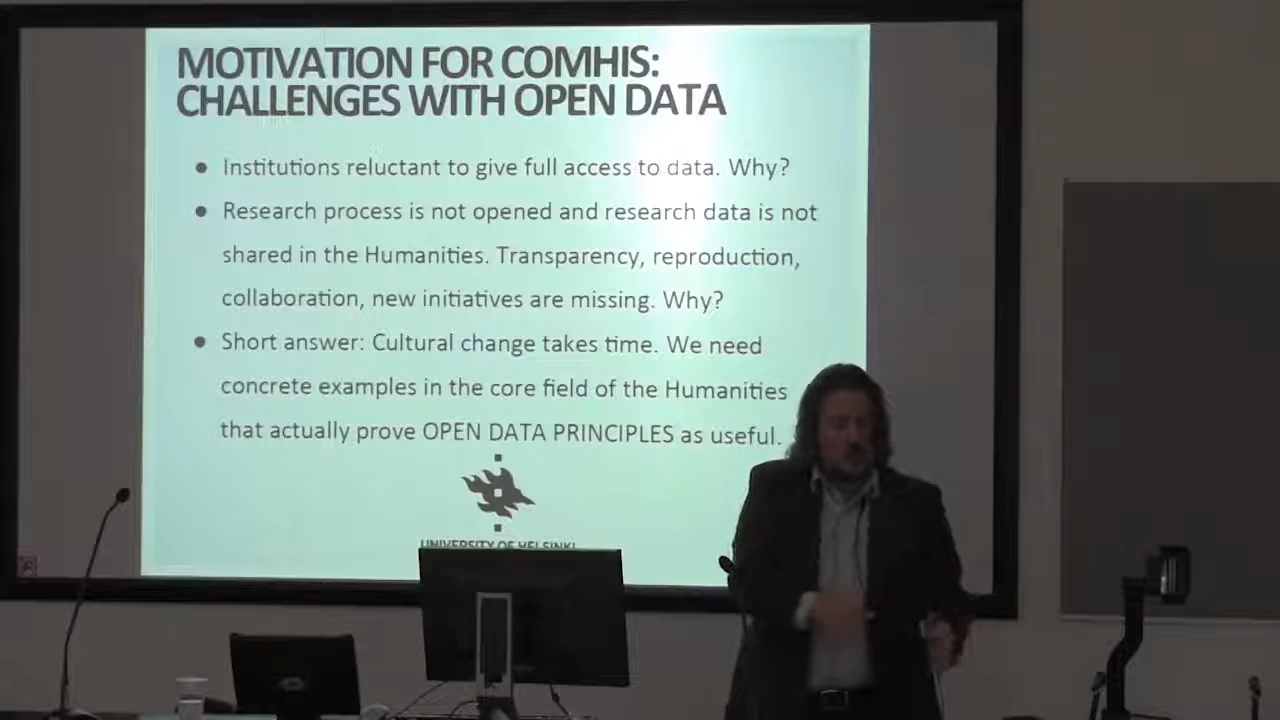 MOTIVATION FOR COMHIS:
CHALLENGES WITH OPEN DATA
● Institutions reluctant to give full access to data. Why?
● Research process is not opened and research data is not
shared in the Humanities. Transparency, reproduction,
collaboration, new initiatives are missing. Why?
● Short answer: Cultural change takes time. We need
concrete examples in the core field of the Humanities
that actually prove OPEN DATA PRINCIPLES as useful.
UNIVERSITY OF HELSINKI